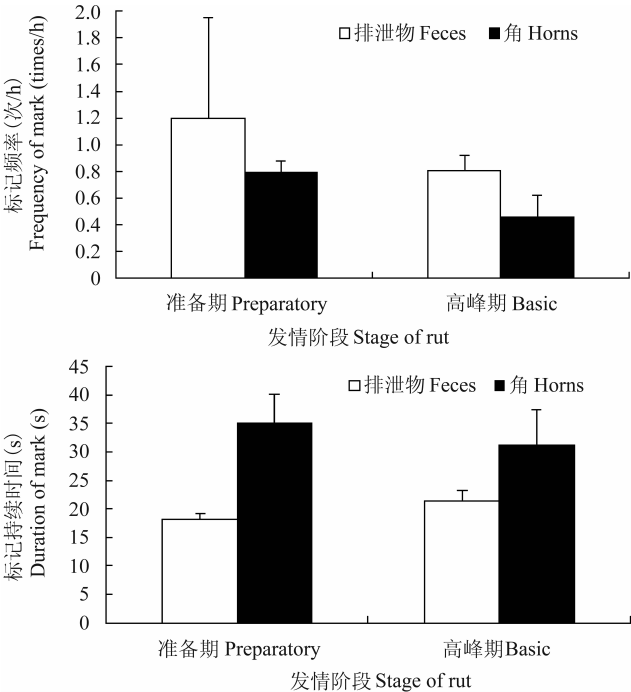 标记频率(次/h)
Frequency of mark (times/h)
2.0
1.8
1.6
1.4
1.2
1.0
0.8
0.6
0.4
0.2
0
排泄物 Feces 角 Horns
准备期 Preparatory 高峰期 Basic
发情阶段 Stage of rut
标记持续时间(s)
Duration of mark (s)
45
40
35
30
25
20
15
10
5
0
排泄物 Feces 角 Horns
准备期 Preparatory 高峰期Basic
发情阶段 Stage of rut